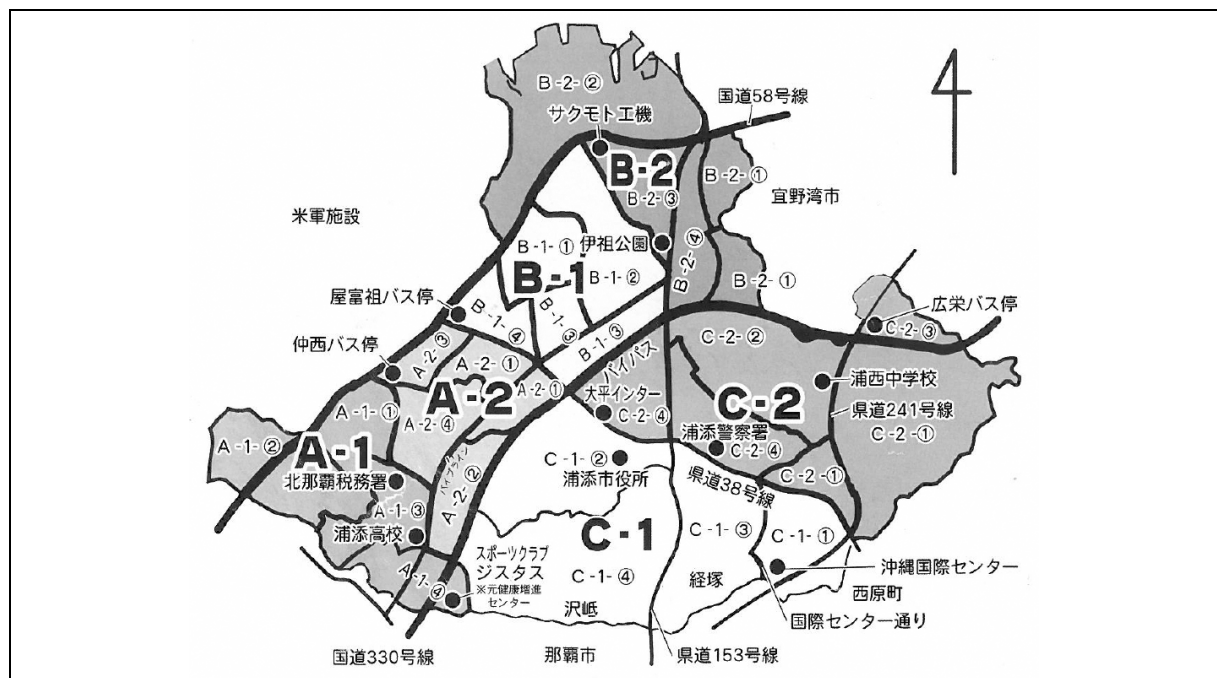 B-2-②
サクモト工機
国道58号線
B-2
B-2-①
B-2-③
宜野湾市
米軍施設
B-1-①
伊祖公園
B-2-④
B-1
B-1-②
B-2-①
屋富祖バス停
B-1-④
B-1-③
広栄バス停
C-2-③
仲西バス停
A-2-③
A-2-①
B-1-③
バイパス
C-2-②
A-2-①
大平インター
浦西中学校
A-2
A-1-①
A-2-④
C-2-④
C-2
県道241号線
浦添警察署
C-2-①
A-1-②
A-1
C-2-④
パイプライン
C-1-②
浦添市役所
C-2-①
北那覇税務署
A-2-②
県道38号線
A-1-③
浦添高校
C-1-③
C-1-①
スポーツクラブ
ジスタス
※元健康増進
センター
C-1
C-1-④
沖縄国際センター
A-1-④
経塚
西原町
沢岻
国際センター通り
国道330号線
那覇市
県道153号線